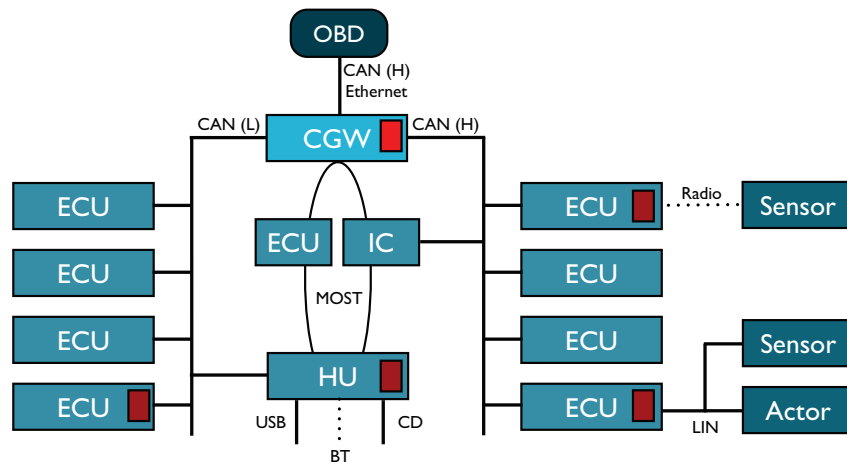 OBD
CAN (H)
Ethernet
CAN (L)
CGW
CAN (H)
ECU
ECU
Radio
Sensor
ECU
IC
ECU
ECU
MOST
ECU
ECU
Sensor
HU
ECU
ECU
Actor
USB
CD
LIN
BT